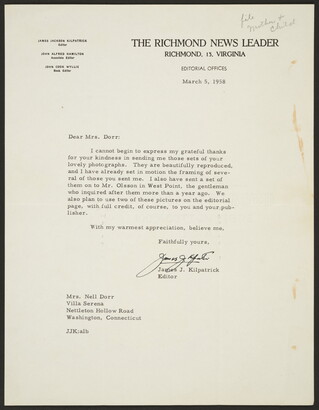 file
Mother &
Child
JAMES JACKSON KILPATRICK
Editor
JOHN ALFRED HAMILTON
Associate Editor
JOHN COOK WYLLIE
Book Editor
THE RICHMOND NEWS LEADER
RICHMOND, 13, VIRGINIA
EDITORIAL OFFICES
March 5, 1958
Dear Mrs. Dorr:
I cannot begin to express my grateful thanks
for your kindness in sending me those sets of your
lovely photographs. They are beautifully reproduced,
and I have already set in motion the framing of seve-
ral of those you sent me. I also have sent a set of
them on to Mr. Oleson in West Point, the gentleman
who inquired after them more than a year ago. We
also plan to use two of these pictures on the editorial
page, with full credit, of course, to you and your pub-
lisher.
With my warmest appreciation, believe me,
Faithfully yours,
James J. Kilpatrick
James J. Kilpatrick
Editor
Mrs. Nell Dorr
Villa Serena
Nettleton Hollow Road
Washington, Connecticut
JJK:alb